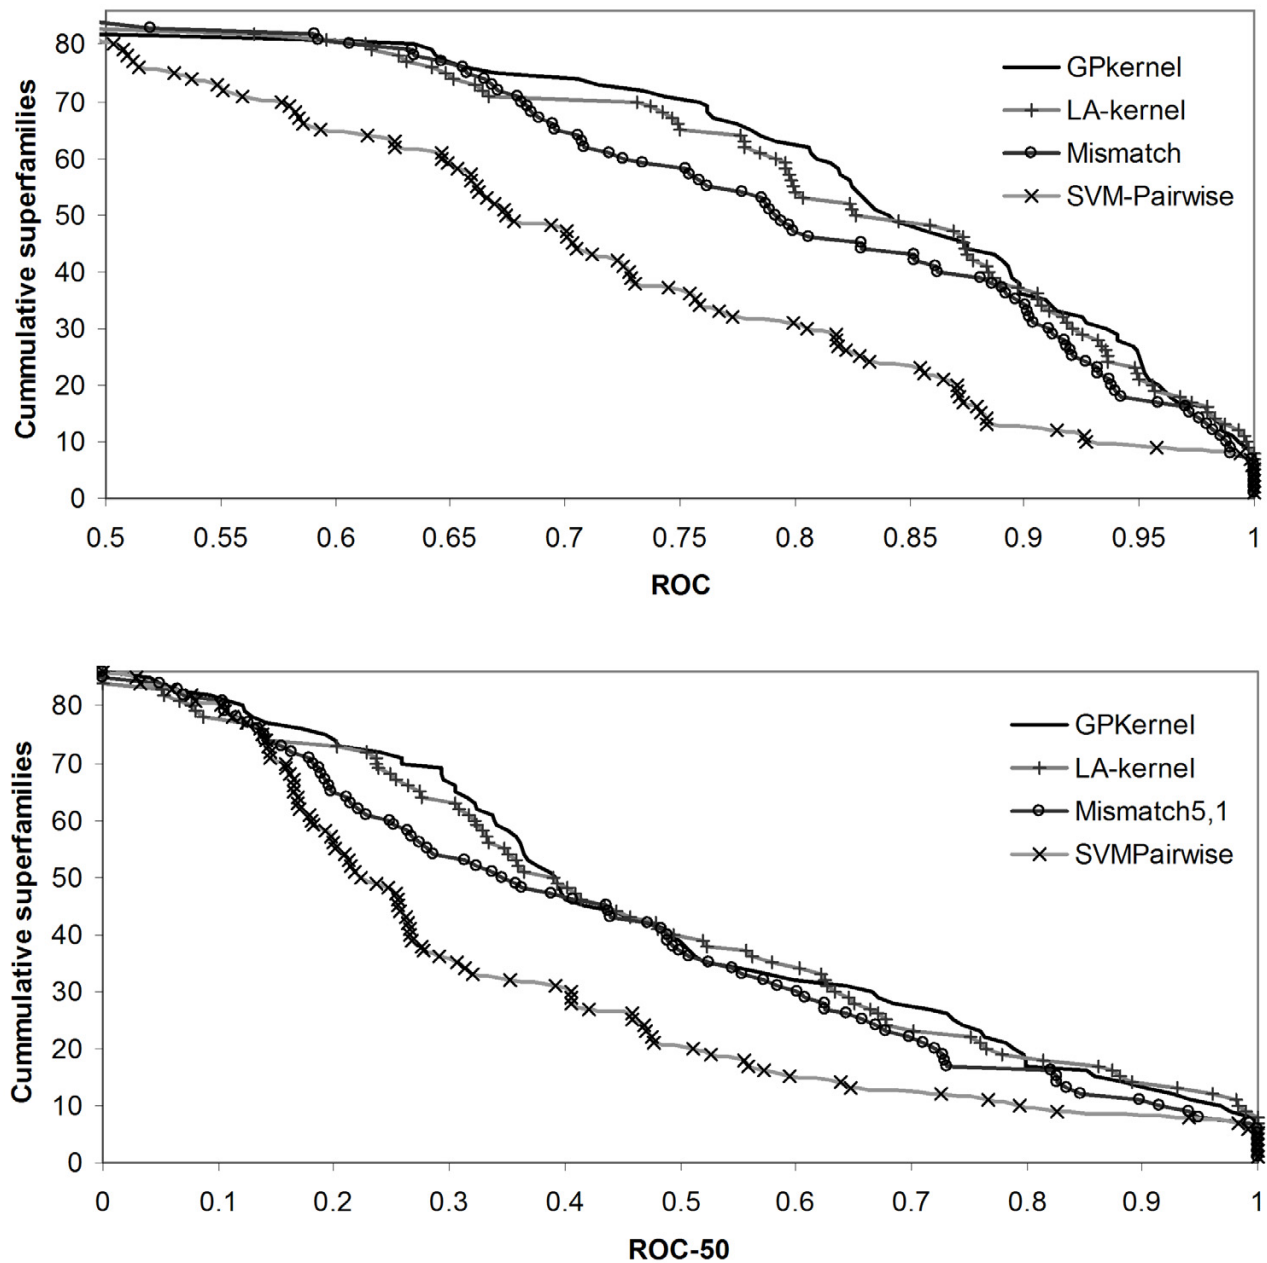 Cummulative superfamilies
80
70
60
50
40
30
20
10
0
GPkernel
LA-kernel
Mismatch
SVM-Pairwise
0.5 0.55 0.6 0.65 0.7 0.75 0.8 0.85 0.9 0.95 1
ROC
Cummulative superfamilies
80
70
60
50
40
30
20
10
0
GPKernel
LA-kernel
Mismatch5,1
SVMPairwise
0 0.1 0.2 0.3 0.4 0.5 0.6 0.7 0.8 0.9 1
ROC-50